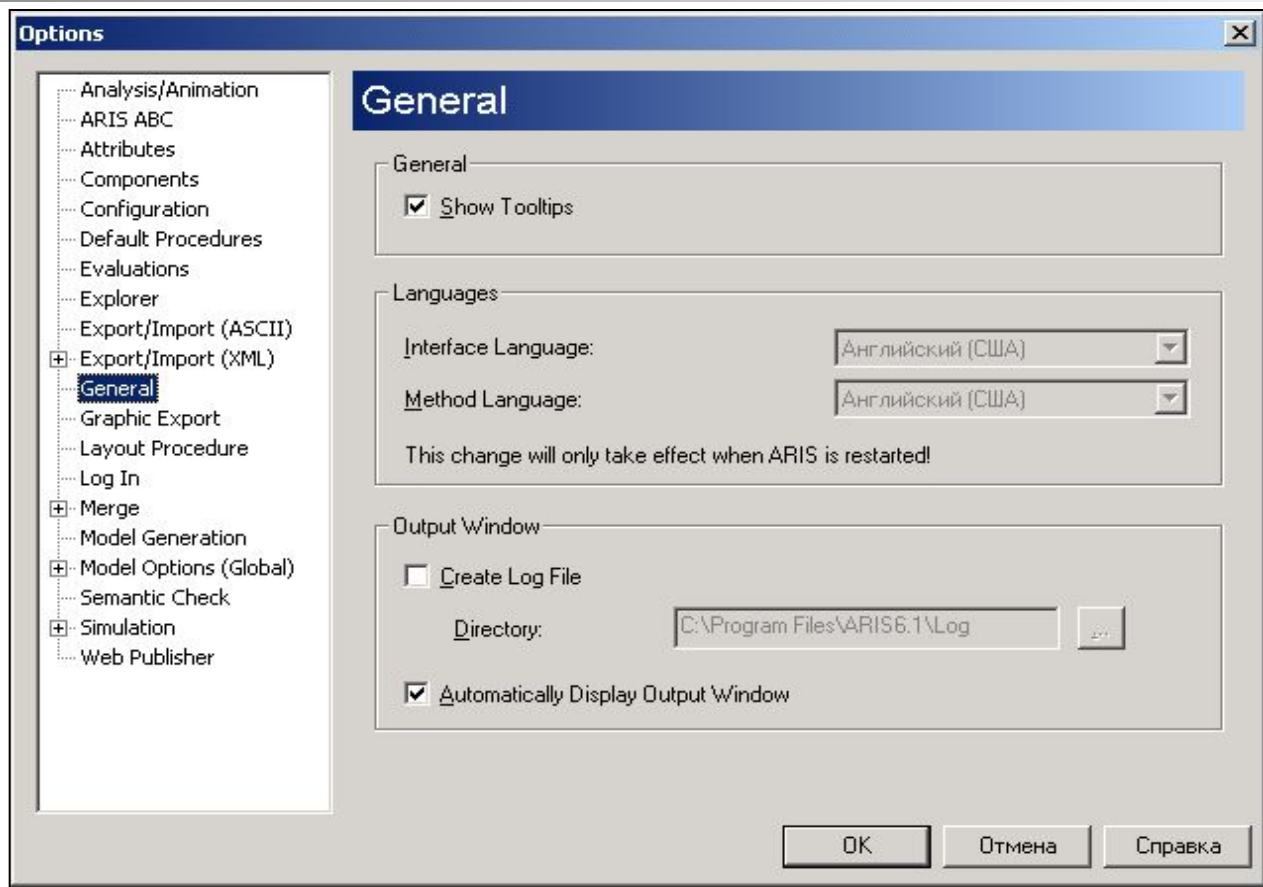 Options
Analysis/Animation
ARIS ABC
Attributes
Components
Configuration
Default Procedures
Evaluations
Explorer
Export/Import (ASCII)
Export/Import (XML)
General
Graphic Export
Layout Procedure
Log In
Merge
Model Generation
Model Options (Global)
Semantic Check
Simulation
Web Publisher
General
General
Show Tooltips
Languages
Interface Language: Английский (США)
Method Language: Английский (США)
This change will only take effect when ARIS is restarted!
Output Window
Create Log File
Directory: C:\Program Files\ARIS6.1\Log ...
Automatically Display Output Window
OK Отмена Справка